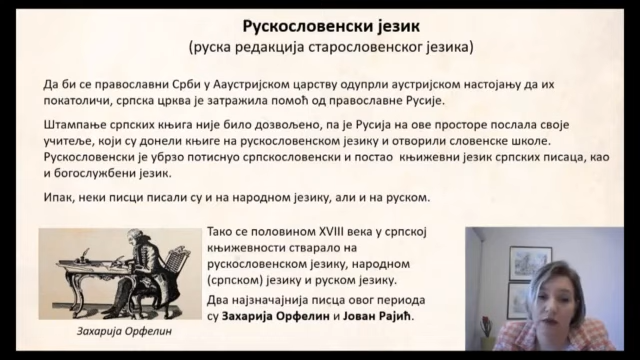 Рускословенски језик
(руска редакција старословенског језика)
Да би се православни Срби у Ааустријском царству одупрли аустријском настојању да их
покатоличи, српска црква је затражила помоћ од православне Русије.
Штампање српских књига није било дозвољено, па је Русија на ове просторе послала своје
учитеље, који су донели књиге на рускословенском језику и отворили словенске школе.
Рускословенски је убрзо потиснуо српскословенски и постао књижевни језик српских писаца, као
и богослужбени језик.
Ипак, неки писци писали су и на народном језику, али и на руском.
Тако се половином XVIII века у српској
књижевности стварало на
рускословенском језику, народном
(српском) језику и руском језику.
Два најзначајнија писца овог периода
су Захарија Орфелин и Јован Рајић.
Захарија Орфелин